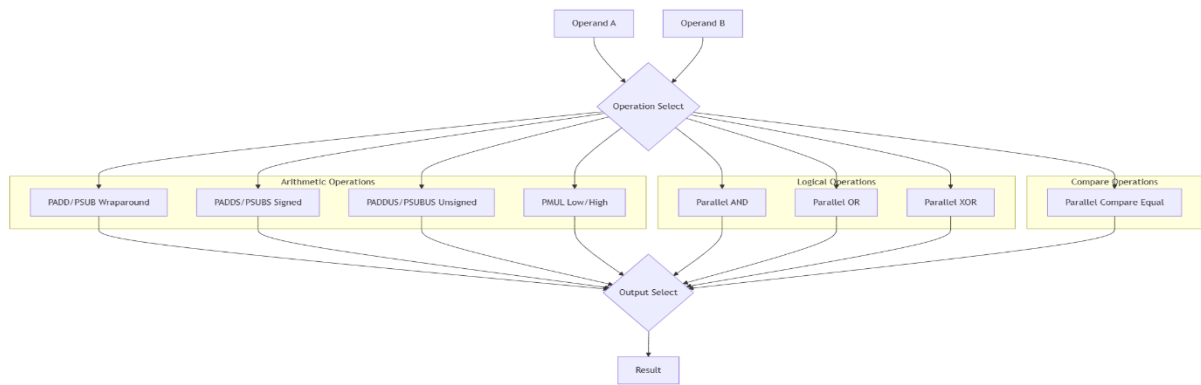 Operand A
Operand B
Operation Select
Arithmetic Operations
Logical Operations
Compare Operations
PADD/PSUB Wraparound
PADDS/PSUBS Signed
PADDUS/PSUBUS Unsigned
PMUL Low/High
Parallel AND
Parallel OR
Parallel XOR
Parallel Compare Equal
Output Select
Result